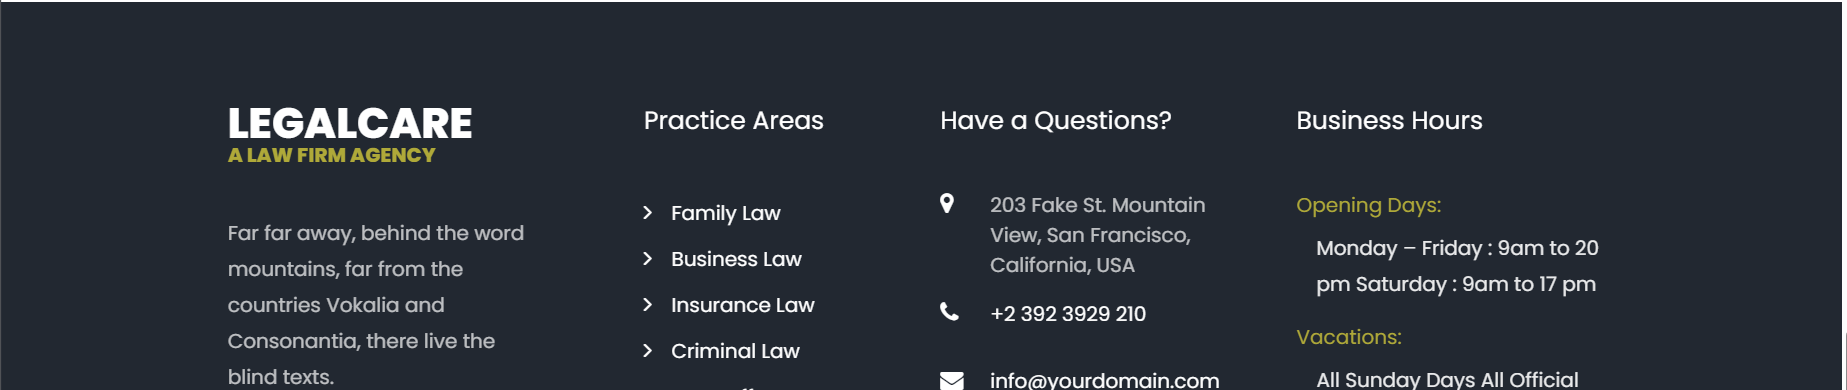 LEGALCARE
A LAW FIRM AGENCY
Far far away, behind the word
mountains, far from the
countries Vokalia and
Consonantia, there live the
blind texts.
Practice Areas
Family Law
Business Law
Insurance Law
Criminal Law
Have a Questions?
203 Fake St. Mountain
View, San Francisco,
California, USA
+2 392 3929 210
info@yourdomain.com
Business Hours
Opening Days:
Monday – Friday : 9am to 20
pm Saturday : 9am to 17 pm
Vacations:
All Sunday Days All Official